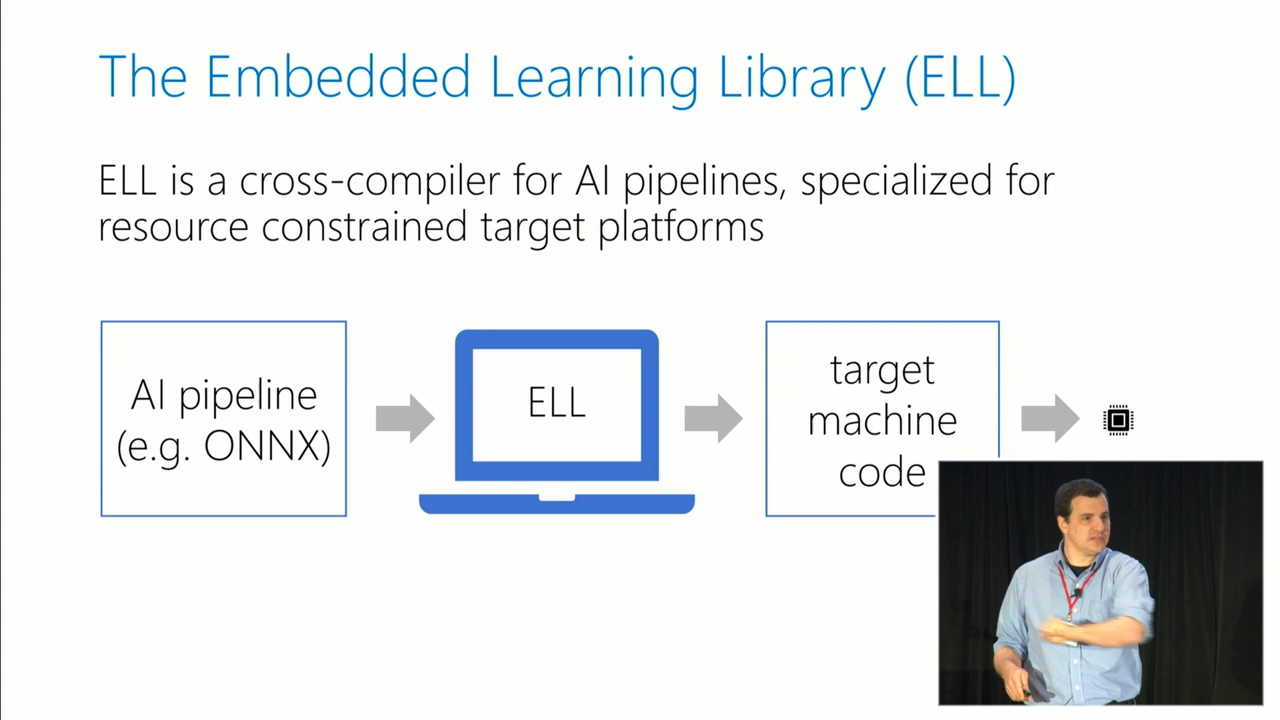 The Embedded Learning Library (ELL)
ELL is a cross-compiler for AI pipelines, specialized for
resource constrained target platforms
AI pipeline
(e.g. ONNX)
ELL
target
machine
code